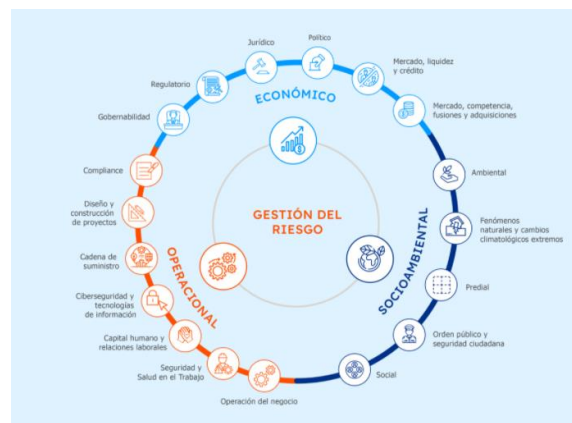 Político
Jurídico
Mercado, liquidez
y crédito
Regulatorio
ECONÓMICO
Gobernabilidad
Mercado, competencia,
fusiones y adquisiciones
Compliance
Ambiental
Diseño y
construcción
de proyectos
GESTIÓN DEL
RIESGO
Fenómenos
naturales y cambios
climatológicos extremos
Cadena de
suministro
OPERACIONAL
SOCIOAMBIENTAL
Predial
Ciberseguridad y
tecnologías
de información
Orden público y
seguridad ciudadana
Capital humano y
relaciones laborales
Seguridad y
Salud en el Trabajo
Social
Operación del negocio